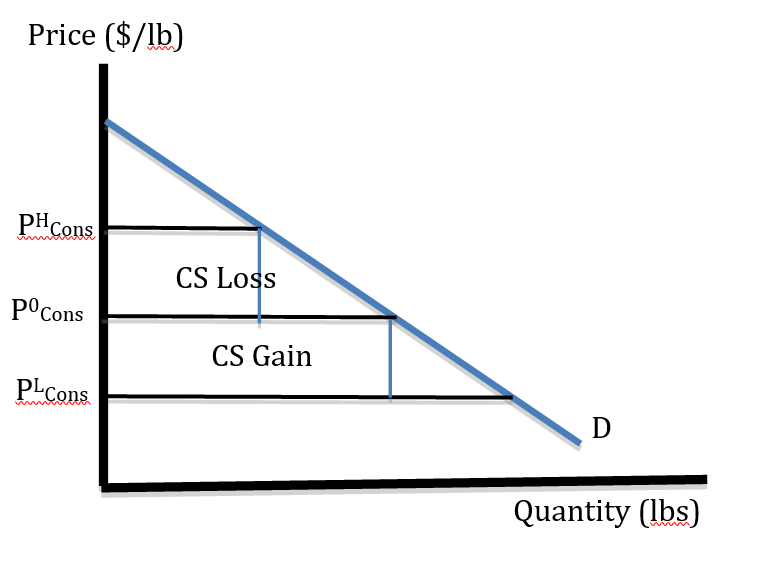 Price ($/lb)
PᴴCons
CS Loss
P⁰Cons
CS Gain
PᴸCons
D
Quantity (lbs)